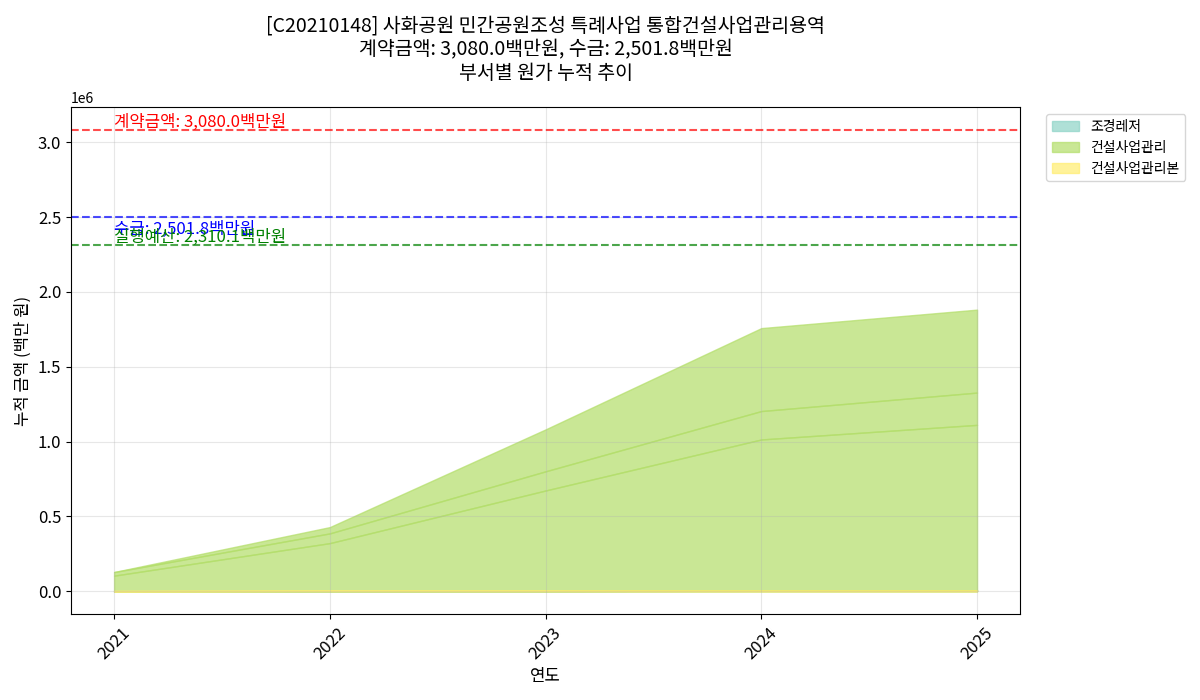 [C20210148] 사화공원 민간공원조성 특례사업 통합건설사업관리용역
계약금액: 3,080.0백만원, 수금: 2,501.8백만원
부서별 원가 누적 추이
1e6
계약금액: 3,080.0백만원
수금: 2,501.8백만원
실행예산: 2,310.1백만원
3.0
2.5
2.0
1.5
1.0
0.5
0.0
누적 금액 (백만 원)
2021
2022
2023
2024
2025
연도
조경레저
건설사업관리
건설사업관리본